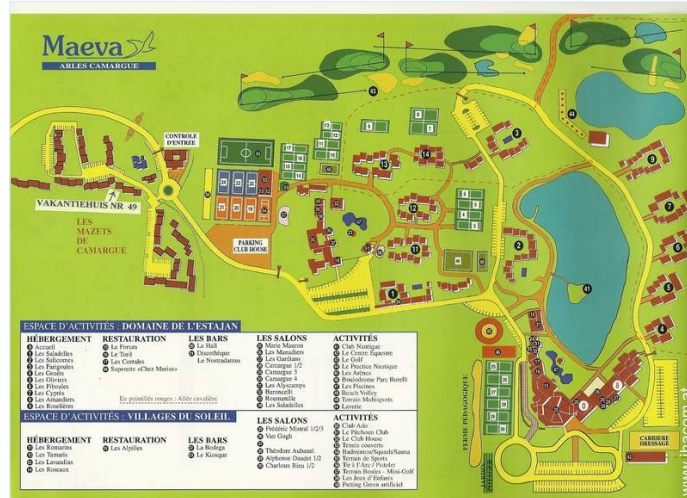 Maeva
ARLES CAMARGUE
CONTROLE
D'ENTRÉE
VAKANTIEHUIS NR 49
LES
MAZETS
DE
CAMARGUE
PARKING
CLUB HOUSE
FERME PÉDAGOGIQUE
CARRIÈRE
DRESSAGE
ESPACE D'ACTIVITÉS : DOMAINE DE L'ESTAJAN
HÉBERGEMENT
Accueil
Les Saladelles
Les Salicornes
Les Farigoules
Les Genêts
Les Oliviers
Les Piboules
Les Cyprès
Les Amandiers
Les Roselières
RESTAURATION
Le Forum
Le Toril
Les Corrales
Superette «Chez Marius»
LES BARS
Le Hall
Discothèque
Le Nostradamus
LES SALONS
Marie Mauron
Les Manadiers
Les Gardians
Camargue 1/2
Camargue 3
Camargue 4
Les Alyscamps
Baroncelli
Roumanille
Les Saladelles
ACTIVITÉS
Club Nautique
Le Centre Équestre
Le Golf
Le Practice Nautique
Les Arènes
Boulodrome Parc Borelli
Les Piscines
Beach Volley
Terrain Multisports
Laverie
En pointillés rouges : Allée cavalière
ESPACE D'ACTIVITÉS : VILLAGES DU SOLEIL
HÉBERGEMENT
Les Romarins
Les Tamaris
Les Lavandins
Les Roseaux
RESTAURATION
Les Alpilles
LES BARS
La Bodega
Le Kiosque
LES SALONS
Frédéric Mistral 1/2/3
Van Gogh
Théodore Aubanel
Alphonse Daudet 1/2
Charloun Rieu 1/2
ACTIVITÉS
Club Ado
Le Pitchoun Club
Le Club House
Tennis couverts
Badminton/Squash/Sauna
Terrain de Sports
Tir à l'Arc / Pistolet
Terrain Boules - Mini-Golf
Les Jeux d'Enfants
Putting Green artificiel